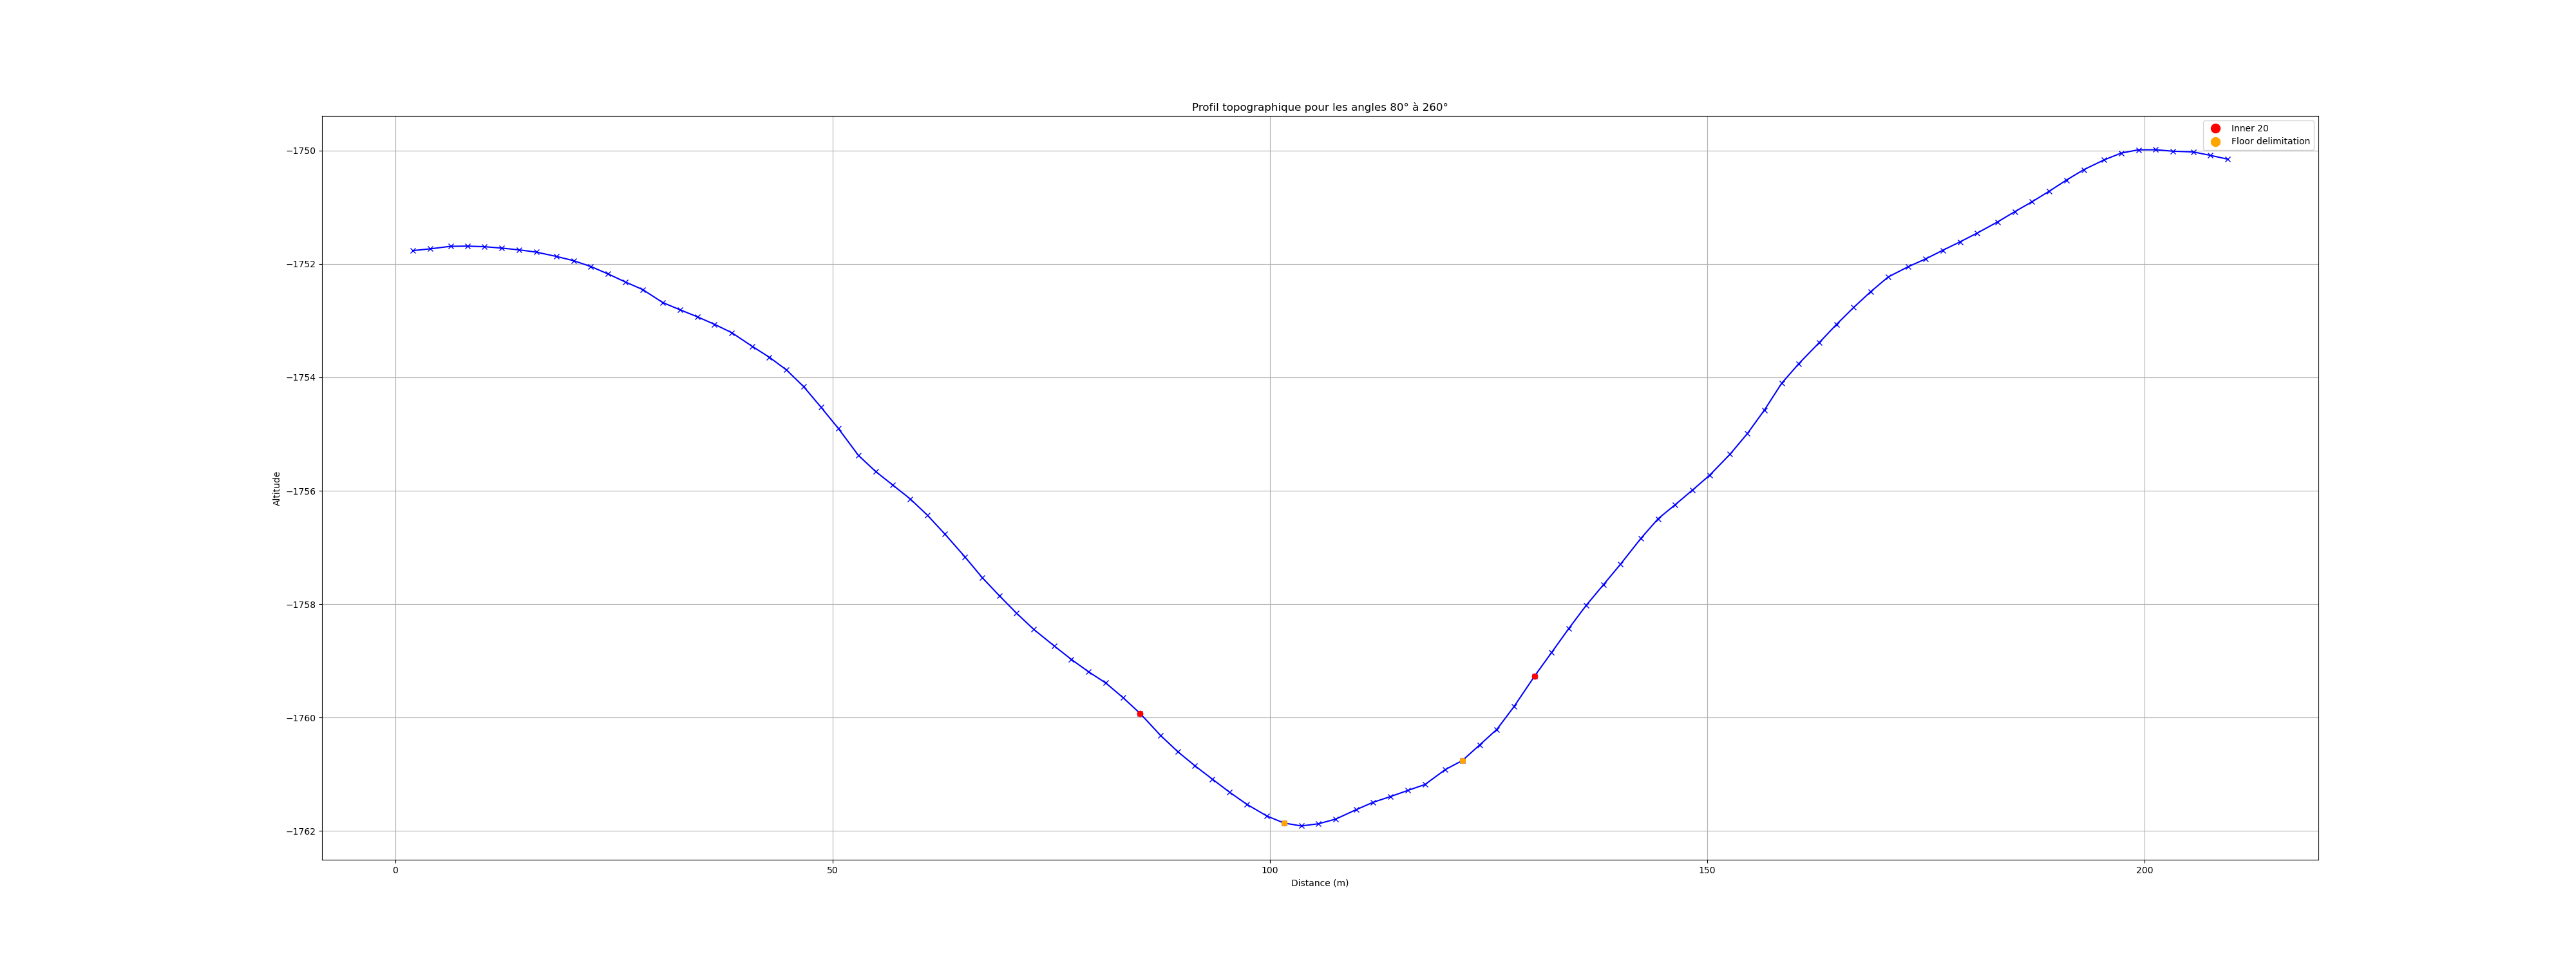 Profil topographique pour les angles 80° à 260°
Inner 20
Floor delimitation
Altitude
−1750
−1752
−1754
−1756
−1758
−1760
−1762
0 50 100 150 200
Distance (m)